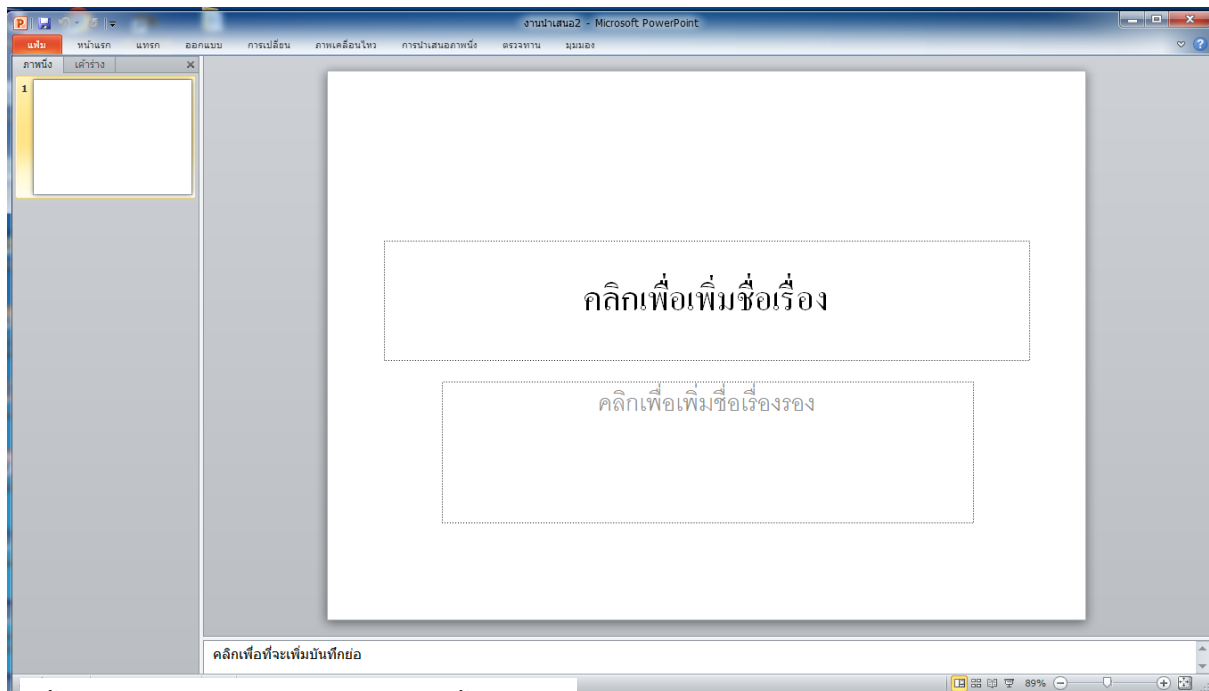 งานนำเสนอ2 - Microsoft PowerPoint
แฟ้ม หน้าแรก แทรก ออกแบบ การเปลี่ยน ภาพเคลื่อนไหว การนำเสนอภาพนิ่ง ตรวจทาน มุมมอง
ภาพนิ่ง เค้าร่าง
1
คลิกเพื่อเพิ่มชื่อเรื่อง
คลิกเพื่อเพิ่มชื่อเรื่องรอง
คลิกเพื่อที่จะเพิ่มบันทึกย่อ
89%